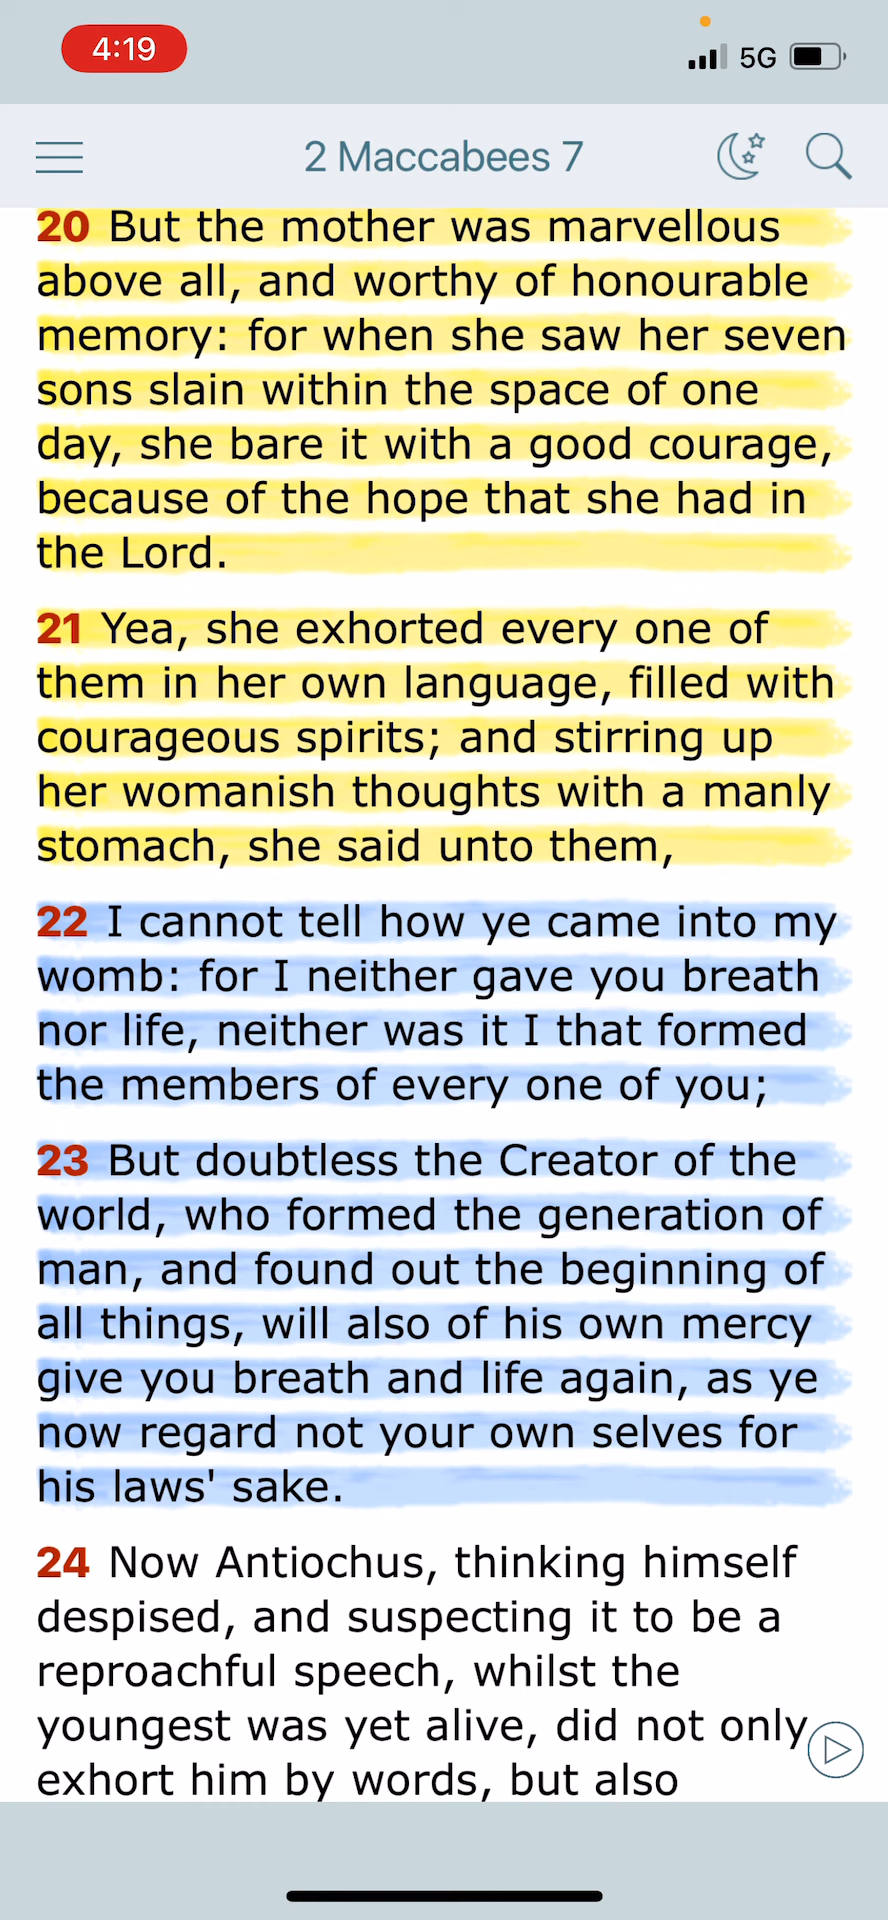 4:19
5G
2 Maccabees 7
20 But the mother was marvellous
above all, and worthy of honourable
memory: for when she saw her seven
sons slain within the space of one
day, she bare it with a good courage,
because of the hope that she had in
the Lord.
21 Yea, she exhorted every one of
them in her own language, filled with
courageous spirits; and stirring up
her womanish thoughts with a manly
stomach, she said unto them,
22 I cannot tell how ye came into my
womb: for I neither gave you breath
nor life, neither was it I that formed
the members of every one of you;
23 But doubtless the Creator of the
world, who formed the generation of
man, and found out the beginning of
all things, will also of his own mercy
give you breath and life again, as ye
now regard not your own selves for
his laws' sake.
24 Now Antiochus, thinking himself
despised, and suspecting it to be a
reproachful speech, whilst the
youngest was yet alive, did not only
exhort him by words, but also